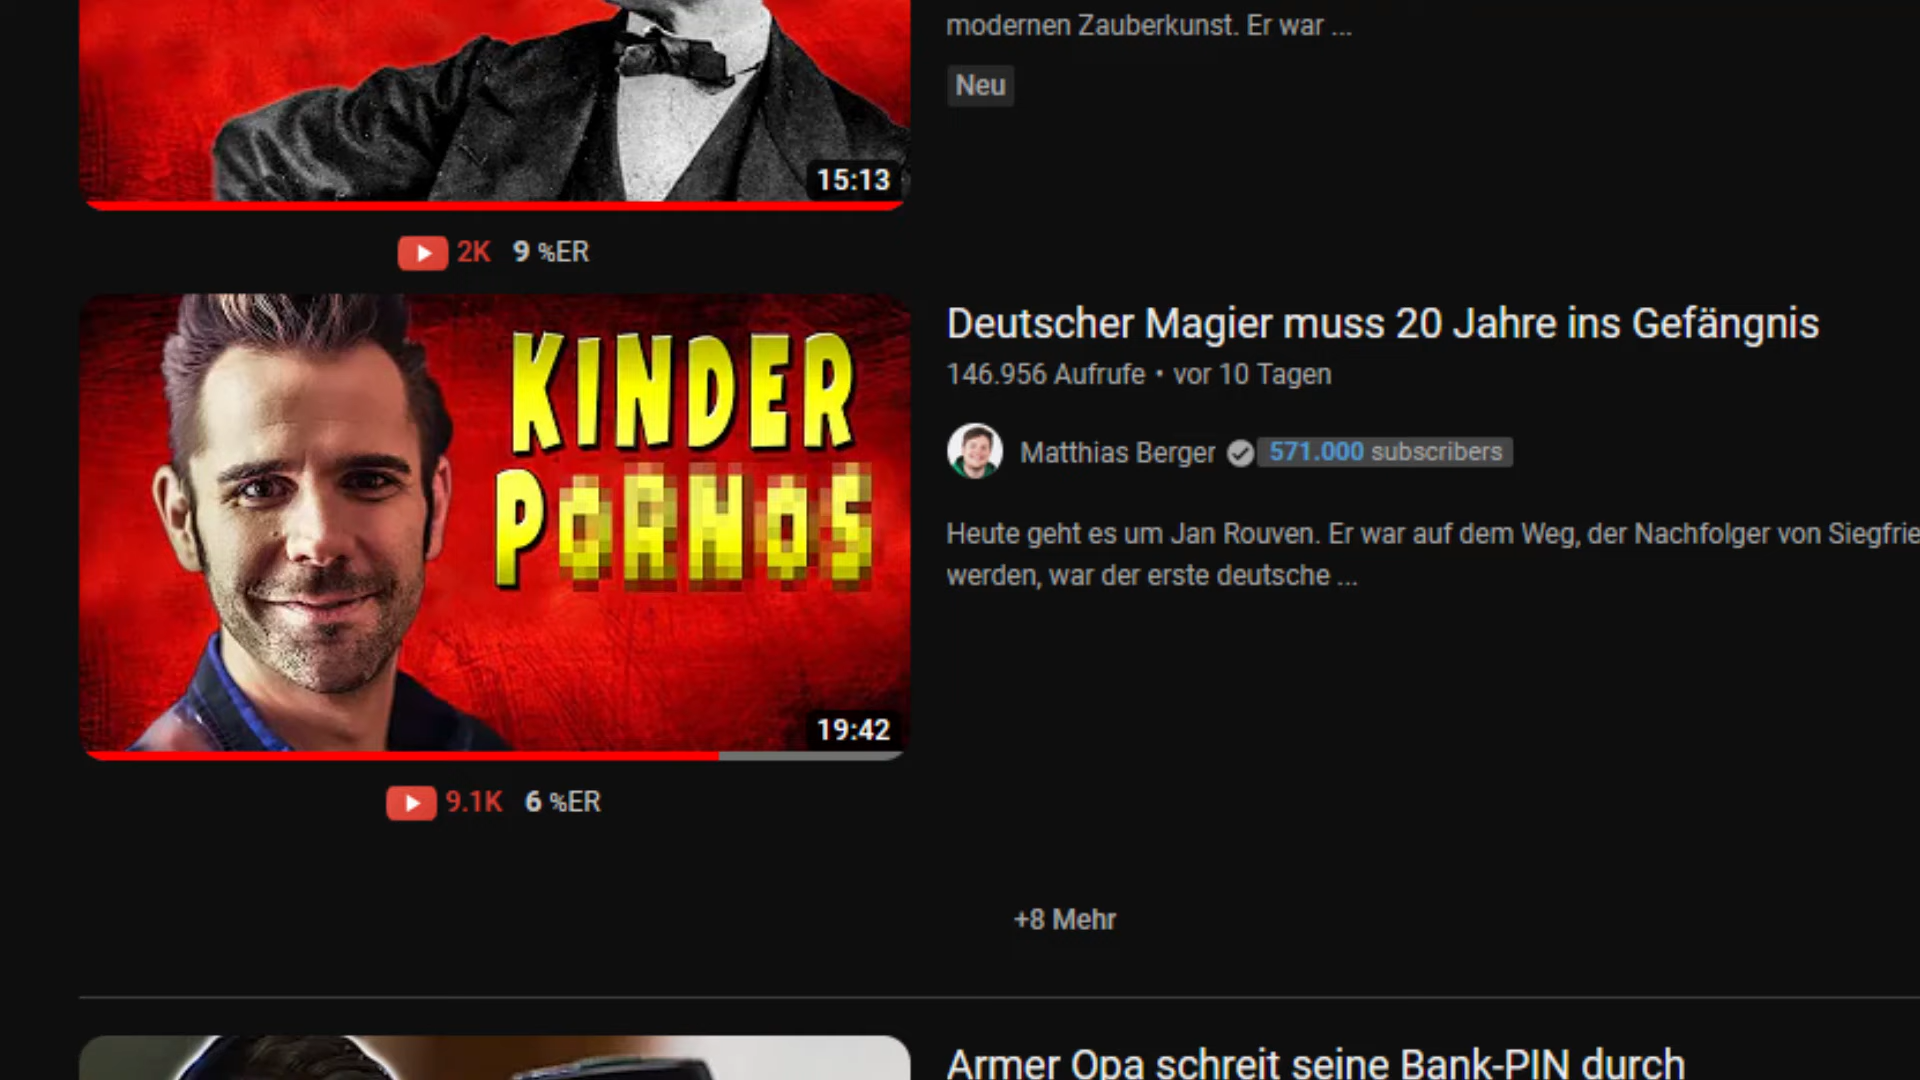 modernen Zauberkunst. Er war ...
Neu
15:13
2K 9 %ER
KINDER
PORNOS
19:42
Deutscher Magier muss 20 Jahre ins Gefängnis
146.956 Aufrufe • vor 10 Tagen
Matthias Berger 571.000 subscribers
Heute geht es um Jan Rouven. Er war auf dem Weg, der Nachfolger von Siegfrie
werden, war der erste deutsche ...
9.1K 6 %ER
+8 Mehr
Armer Opa schreit seine Bank-PIN durch